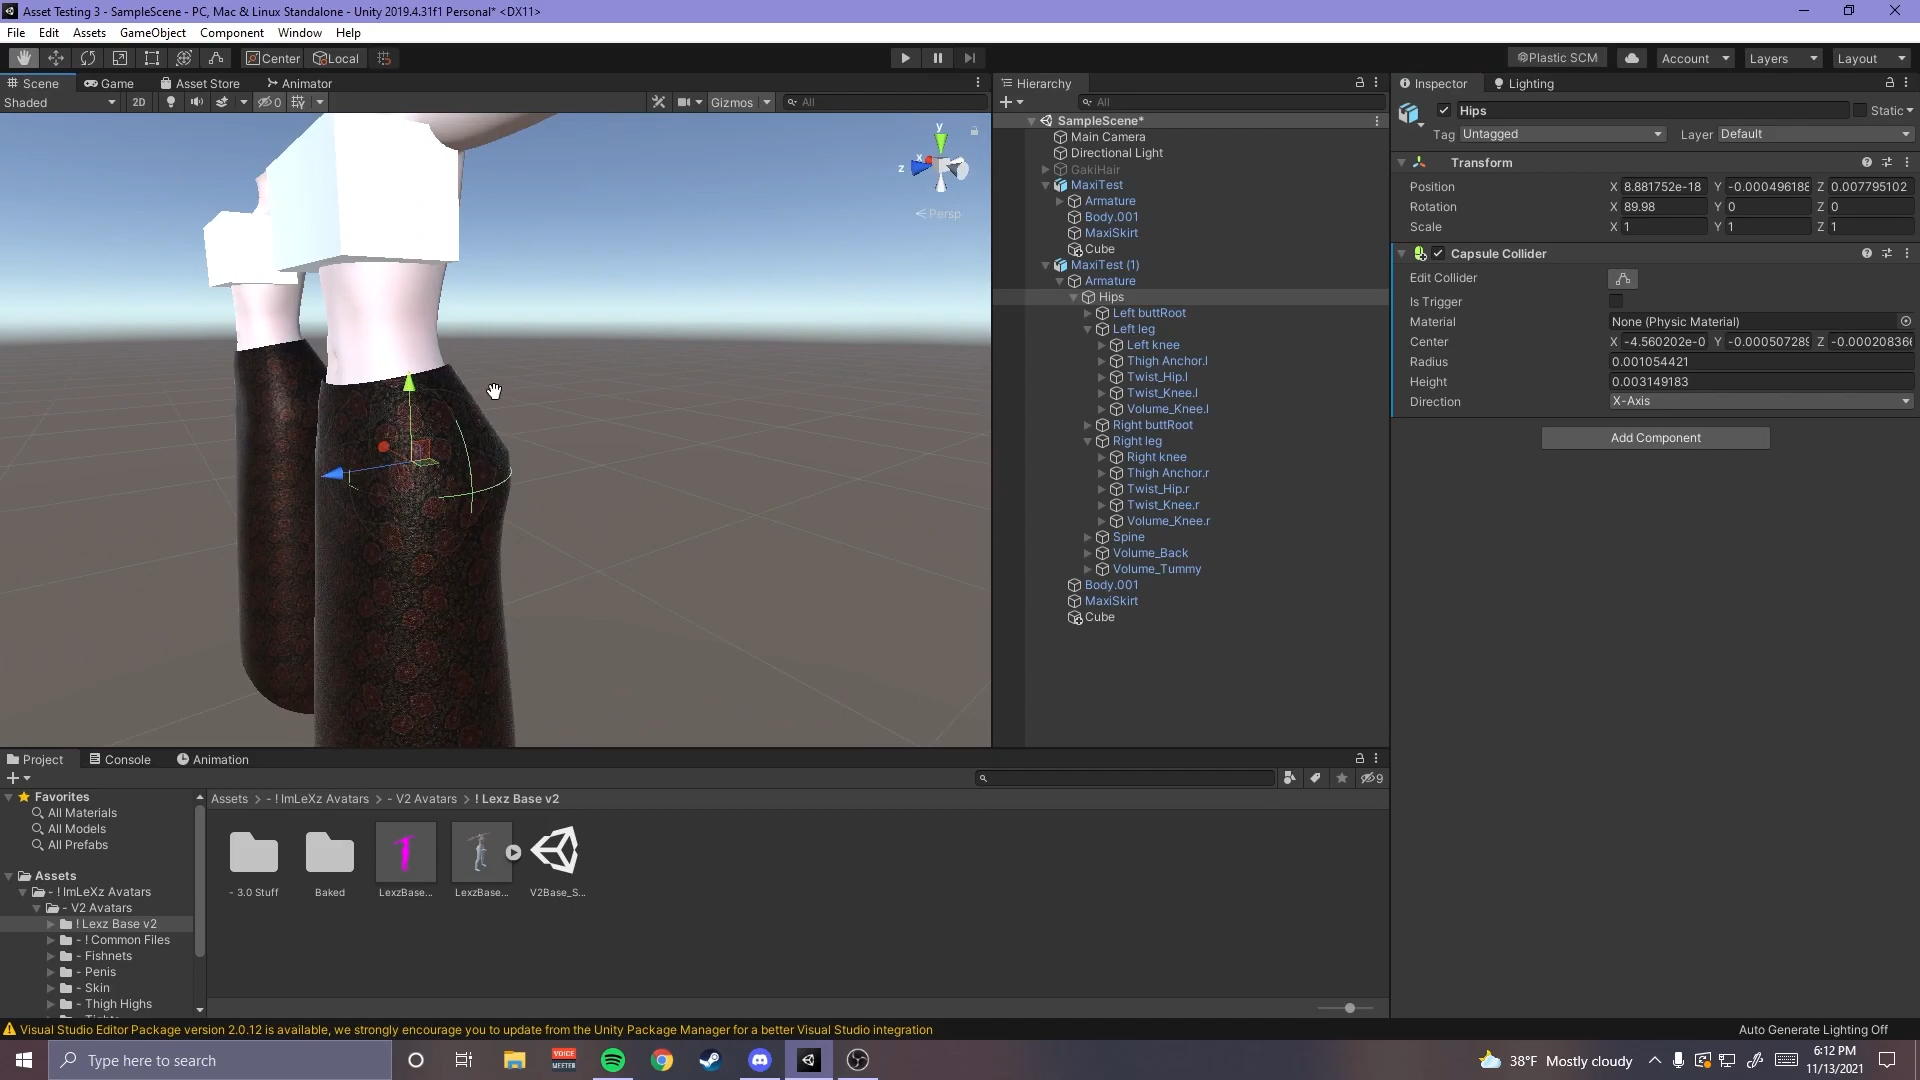 Asset Testing 3 - SampleScene - PC, Mac & Linux Standalone - Unity 2019.4.31f1 Personal* <DX11>
File Edit Assets GameObject Component Window Help
Center Local
Plastic SCM Account Layers Layout
Scene Game Asset Store Animator
Shaded 2D 0 Gizmos All
y
x
z
Persp
Hierarchy
All
SampleScene*
Main Camera
Directional Light
GakiHair
MaxiTest
Armature
Body.001
MaxiSkirt
Cube
MaxiTest (1)
Armature
Hips
Left buttRoot
Left leg
Left knee
Thigh Anchor.l
Twist_Hip.l
Twist_Knee.l
Volume_Knee.l
Right buttRoot
Right leg
Right knee
Thigh Anchor.r
Twist_Hip.r
Twist_Knee.r
Volume_Knee.r
Spine
Volume_Back
Volume_Tummy
Body.001
MaxiSkirt
Cube
Inspector Lighting
Hips Static
Tag Untagged Layer Default
Transform
Position X 8.881752e-18 Y -0.000496188 Z 0.007795102
Rotation X 89.98 Y 0 Z 0
Scale X 1 Y 1 Z 1
Capsule Collider
Edit Collider
Is Trigger
Material None (Physic Material)
Center X -4.560202e-0 Y -0.000507289 Z -0.000208366
Radius 0.001054421
Height 0.003149183
Direction X-Axis
Add Component
Project Console Animation
9
Favorites
All Materials
All Models
All Prefabs
Assets
- ! ImLeXz Avatars
- V2 Avatars
! Lexz Base v2
- ! Common Files
- Fishnets
- Penis
- Skin
- Thigh Highs
Assets > - ! ImLeXz Avatars > - V2 Avatars > ! Lexz Base v2
- 3.0 Stuff Baked LexzBase... LexzBase... V2Base_S...
Visual Studio Editor Package version 2.0.12 is available, we strongly encourage you to update from the Unity Package Manager for a better Visual Studio integration
Auto Generate Lighting Off
Type here to search
VOICE
MEETER
38°F Mostly cloudy
6:12 PM
11/13/2021